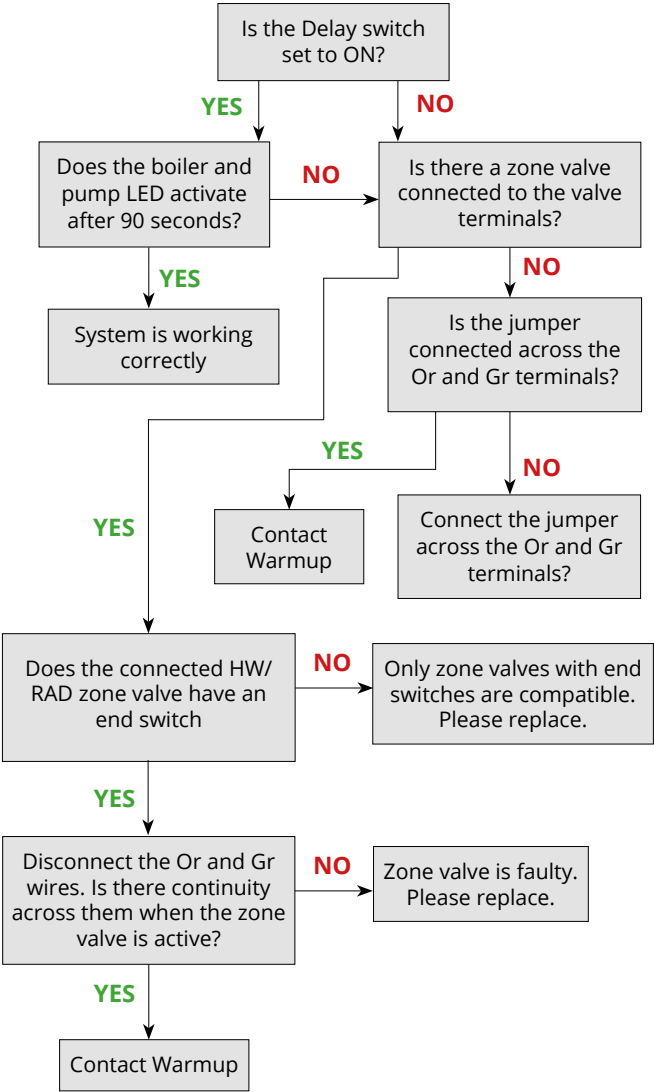 Is the Delay switch
set to ON?
YES
NO
Does the boiler and
pump LED activate
after 90 seconds?
NO
Is there a zone valve
connected to the valve
terminals?
YES
NO
System is working
correctly
Is the jumper
connected across the
Or and Gr terminals?
YES
NO
Contact
Warmup
Connect the jumper
across the Or and Gr
terminals?
YES
Does the connected HW/
RAD zone valve have an
end switch
NO
Only zone valves with end
switches are compatible.
Please replace.
YES
Disconnect the Or and Gr
wires. Is there continuity
across them when the zone
valve is active?
NO
Zone valve is faulty.
Please replace.
YES
Contact Warmup